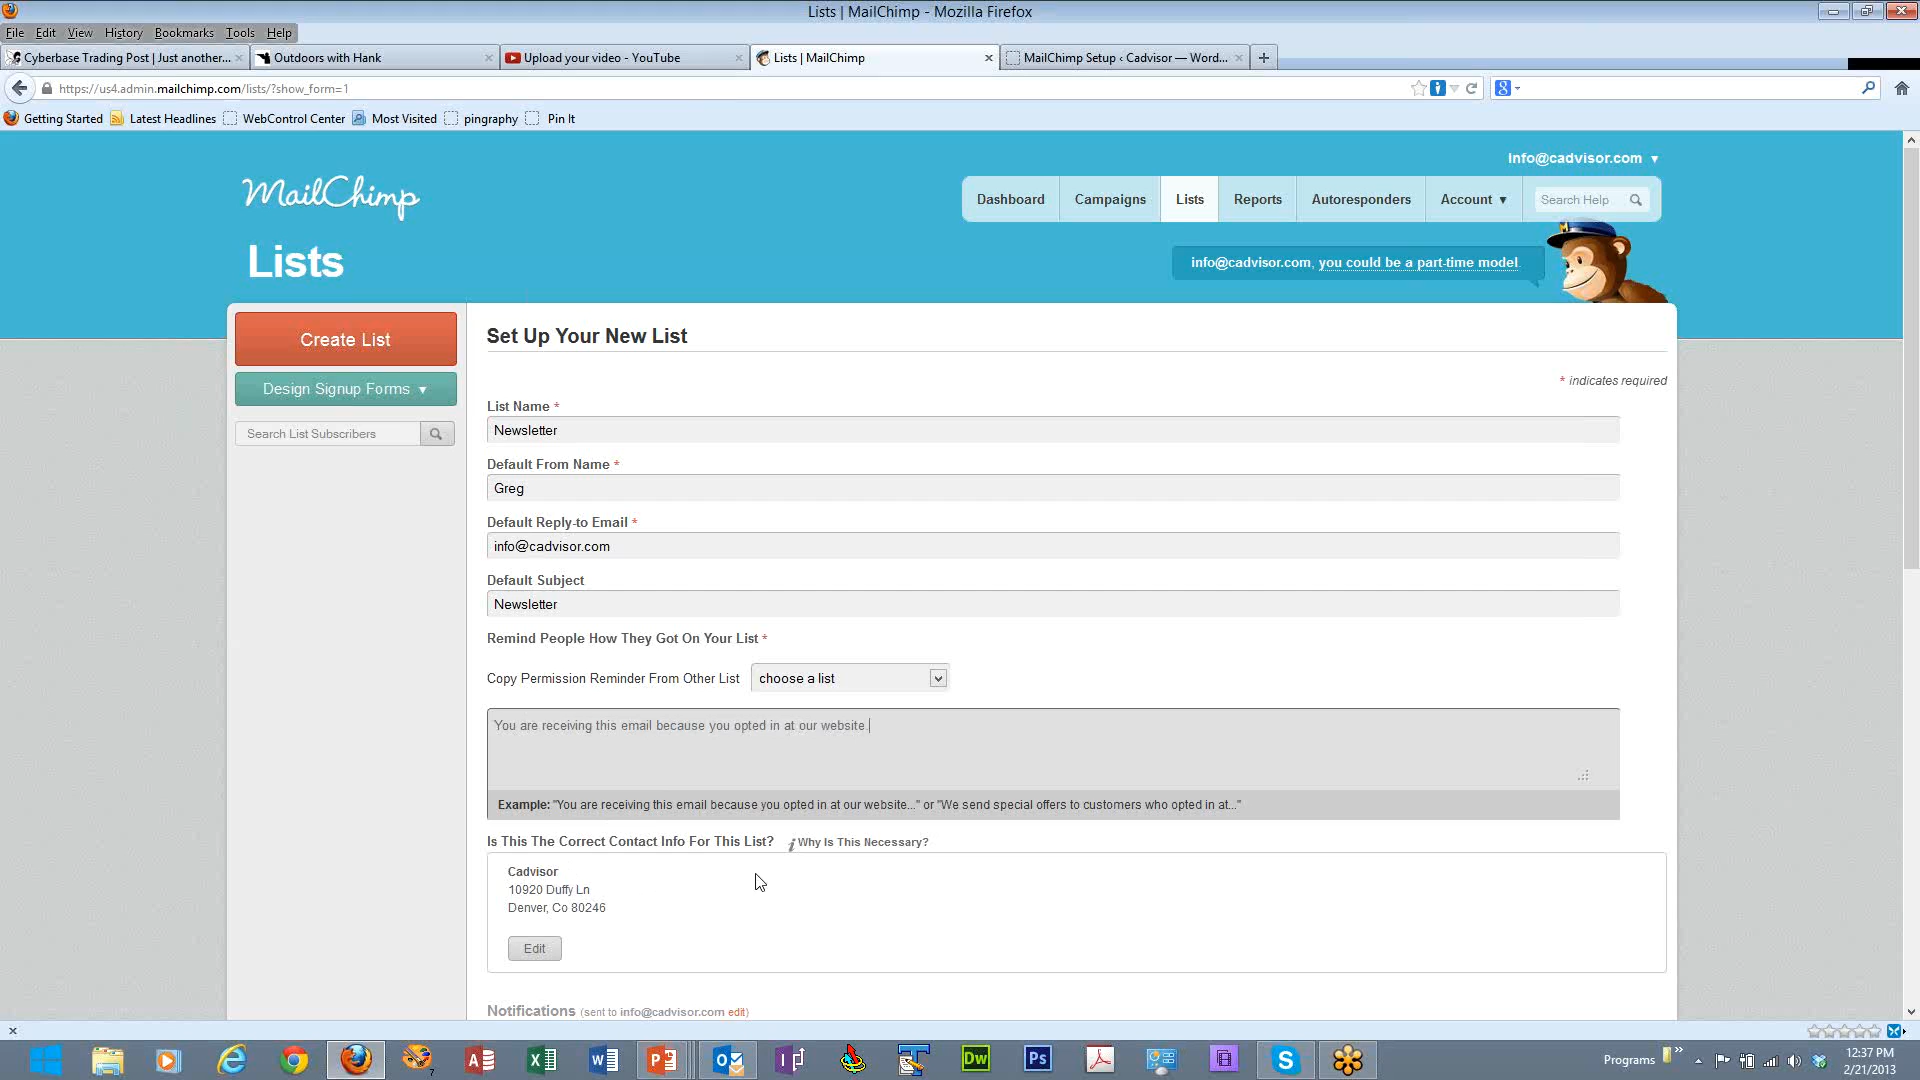 Lists | MailChimp - Mozilla Firefox
File Edit View History Bookmarks Tools Help
Cyberbase Trading Post | Just another...
Outdoors with Hank
Upload your video - YouTube
Lists | MailChimp
MailChimp Setup ‹ Cadvisor — Word...
https://us4.admin.mailchimp.com/lists/?show_form=1
Getting Started Latest Headlines WebControl Center Most Visited pingraphy Pin It
Info@cadvisor.com
MailChimp
Dashboard Campaigns Lists Reports Autoresponders Account Search Help
Lists
info@cadvisor.com, you could be a part-time model.
Create List
Design Signup Forms
Search List Subscribers
Set Up Your New List
* indicates required
List Name *
Newsletter
Default From Name *
Greg
Default Reply-to Email *
info@cadvisor.com
Default Subject
Newsletter
Remind People How They Got On Your List *
Copy Permission Reminder From Other List choose a list
You are receiving this email because you opted in at our website.
Example: "You are receiving this email because you opted in at our website..." or "We send special offers to customers who opted in at..."
Is This The Correct Contact Info For This List? i Why Is This Necessary?
Cadvisor
10920 Duffy Ln
Denver, Co 80246
Edit
Notifications (sent to info@cadvisor.com edit)
Programs
12:37 PM
2/21/2013